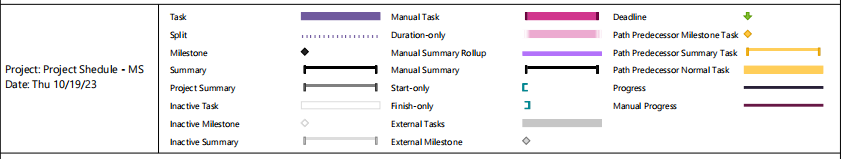 Project: Project Shedule - MS
Date: Thu 10/19/23
Task
Split
Milestone
Summary
Project Summary
Inactive Task
Inactive Milestone
Inactive Summary
Manual Task
Duration-only
Manual Summary Rollup
Manual Summary
Start-only
Finish-only
External Tasks
External Milestone
Deadline
Path Predecessor Milestone Task
Path Predecessor Summary Task
Path Predecessor Normal Task
Progress
Manual Progress